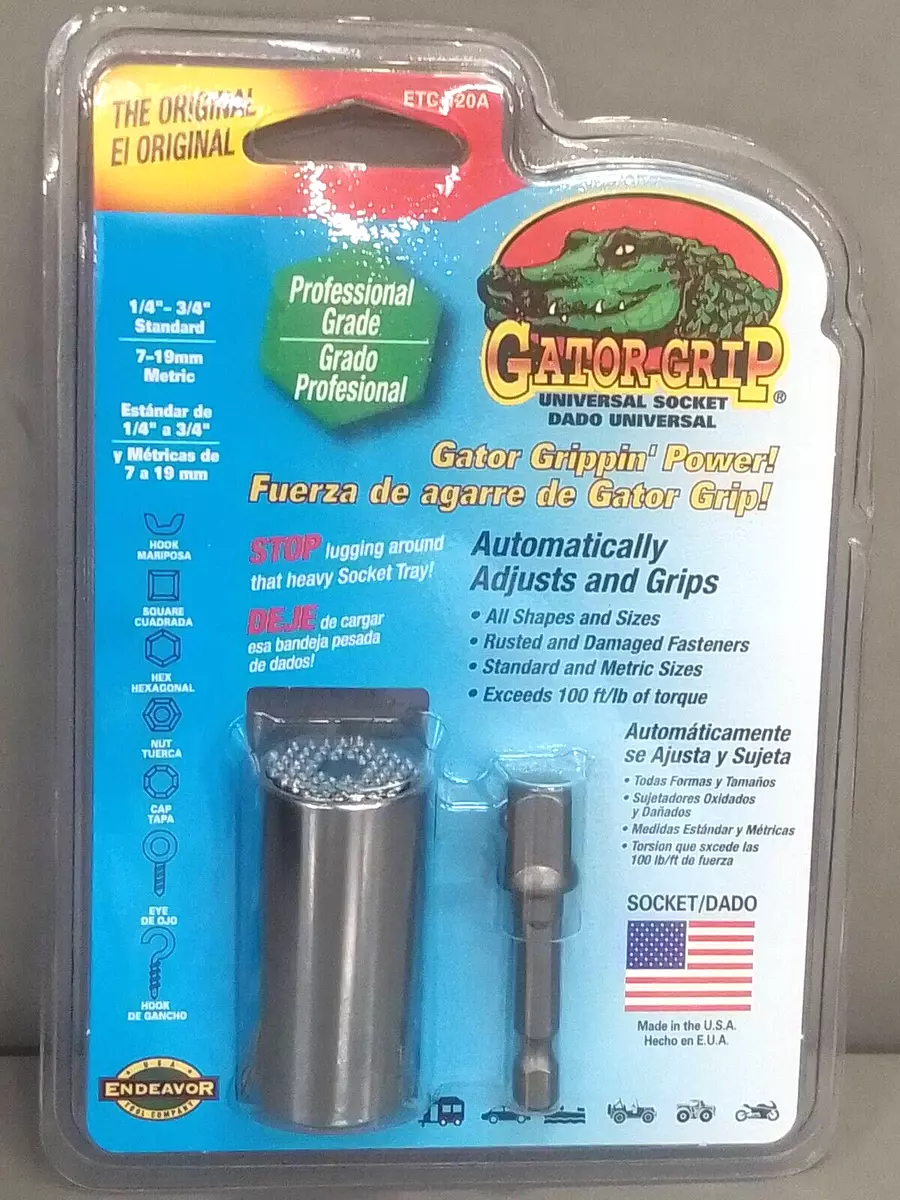 THE ORIGINAL
El ORIGINAL
ETC-120A
1/4"- 3/4"
Standard
7-19mm
Metric
Estándar de
1/4" a 3/4"
y Métricas de
7 a 19 mm
Professional
Grade
Grado
Profesional
GATOR-GRIP®
UNIVERSAL SOCKET
DADO UNIVERSAL
Gator Grippin' Power!
Fuerza de agarre de Gator Grip!
STOP lugging around
that heavy Socket Tray!
DEJE de cargar
esa bandeja pesada
de dados!
Automatically
Adjusts and Grips
• All Shapes and Sizes
• Rusted and Damaged Fasteners
• Standard and Metric Sizes
• Exceeds 100 ft/lb of torque
Automáticamente
se Ajusta y Sujeta
• Todas Formas y Tamaños
• Sujetadores Oxidados
y Dañados
• Medidas Estándar y Métricas
• Torsion que sxcede las
100 lb/ft de fuerza
HOOK
MARIPOSA
SQUARE
CUADRADA
HEX
HEXAGONAL
NUT
TUERCA
CAP
TAPA
EYE
DE OJO
HOOK
DE GANCHO
SOCKET/DADO
Made in the U.S.A.
Hecho en E.U.A.
USA
ENDEAVOR
TOOL COMPANY